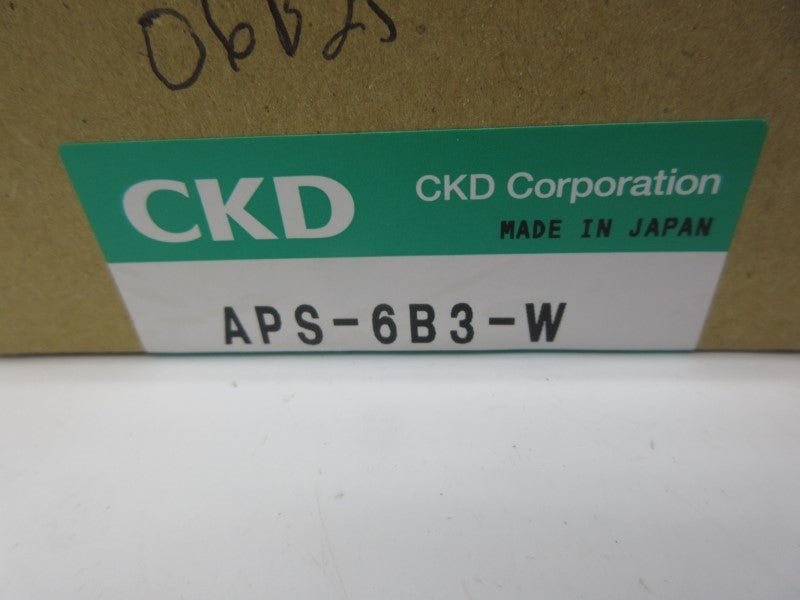 CKD
CKD Corporation
MADE IN JAPAN
APS-6B3-W